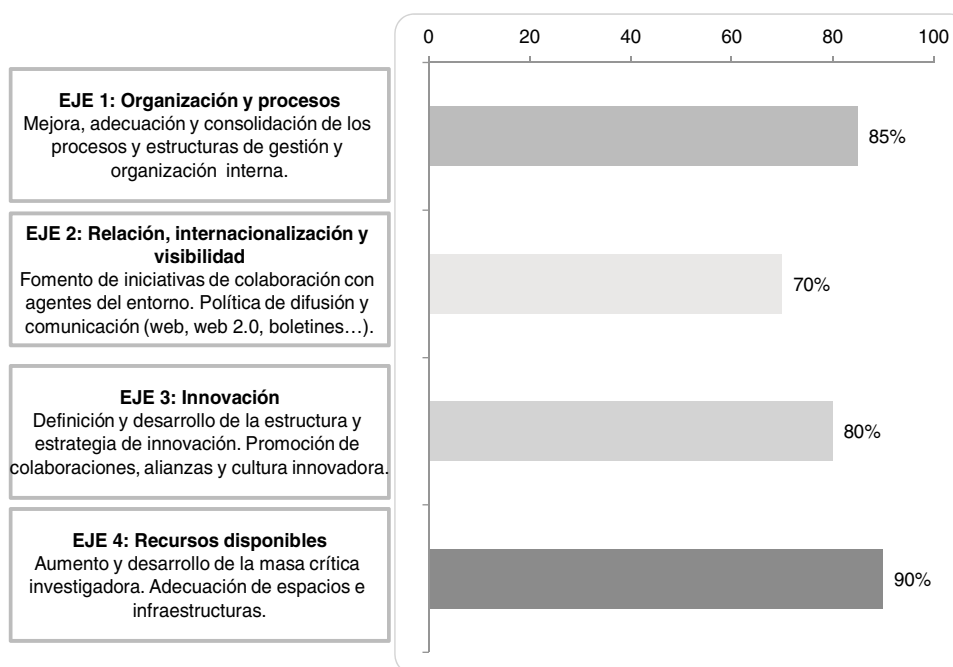 0 20 40 60 80 100
EJE 1: Organización y procesos
Mejora, adecuación y consolidación de los
procesos y estructuras de gestión y
organización interna.
85%
EJE 2: Relación, internacionalización y
visibilidad
Fomento de iniciativas de colaboración con
agentes del entorno. Política de difusión y
comunicación (web, web 2.0, boletines…).
70%
EJE 3: Innovación
Definición y desarrollo de la estructura y
estrategia de innovación. Promoción de
colaboraciones, alianzas y cultura innovadora.
80%
EJE 4: Recursos disponibles
Aumento y desarrollo de la masa crítica
investigadora. Adecuación de espacios e
infraestructuras.
90%